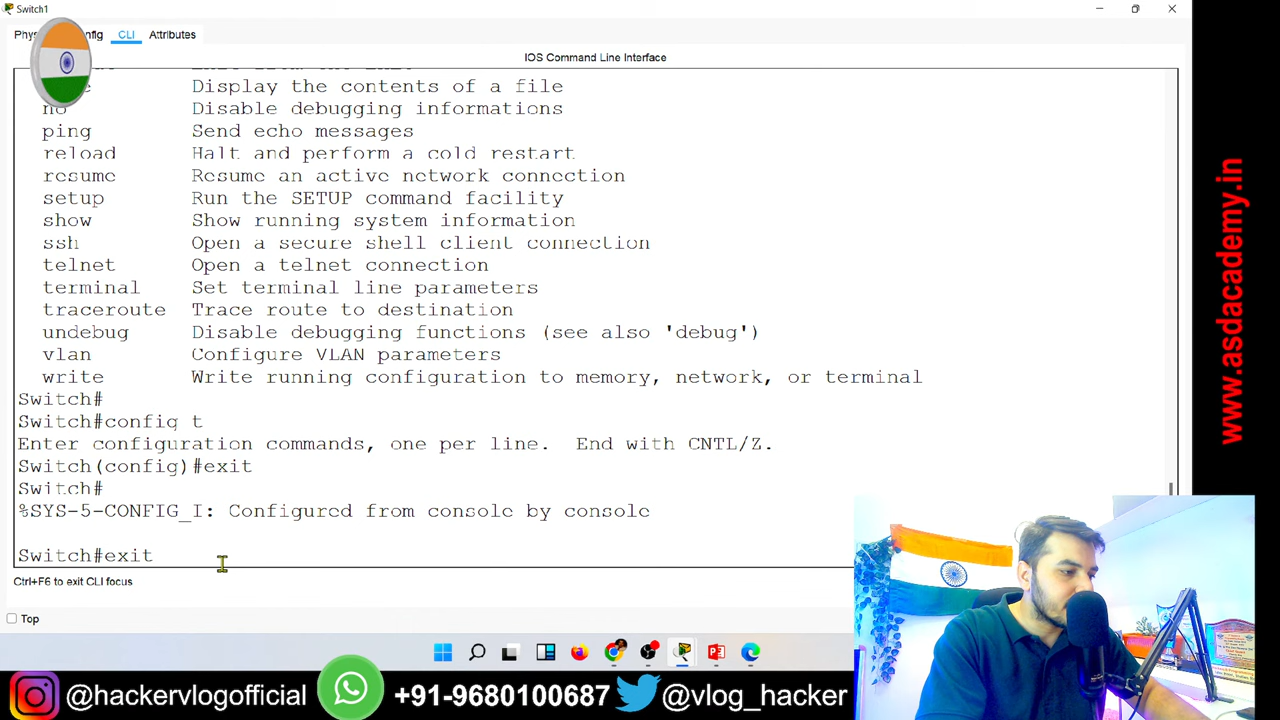 Switch1
CLI
Attributes
IOS Command Line Interface
Display the contents of a file
no Disable debugging informations
ping Send echo messages
reload Halt and perform a cold restart
resume Resume an active network connection
setup Run the SETUP command facility
show Show running system information
ssh Open a secure shell client connection
telnet Open a telnet connection
terminal Set terminal line parameters
traceroute Trace route to destination
undebug Disable debugging functions (see also 'debug')
vlan Configure VLAN parameters
write Write running configuration to memory, network, or terminal
Switch#
Switch#config t
Enter configuration commands, one per line. End with CNTL/Z.
Switch(config)#exit
Switch#
%SYS-5-CONFIG_I: Configured from console by console
Switch#exit
Ctrl+F6 to exit CLI focus
Top
www.asdacademy.in
@hackervlogofficial
+91-9680100687
@vlog_hacker